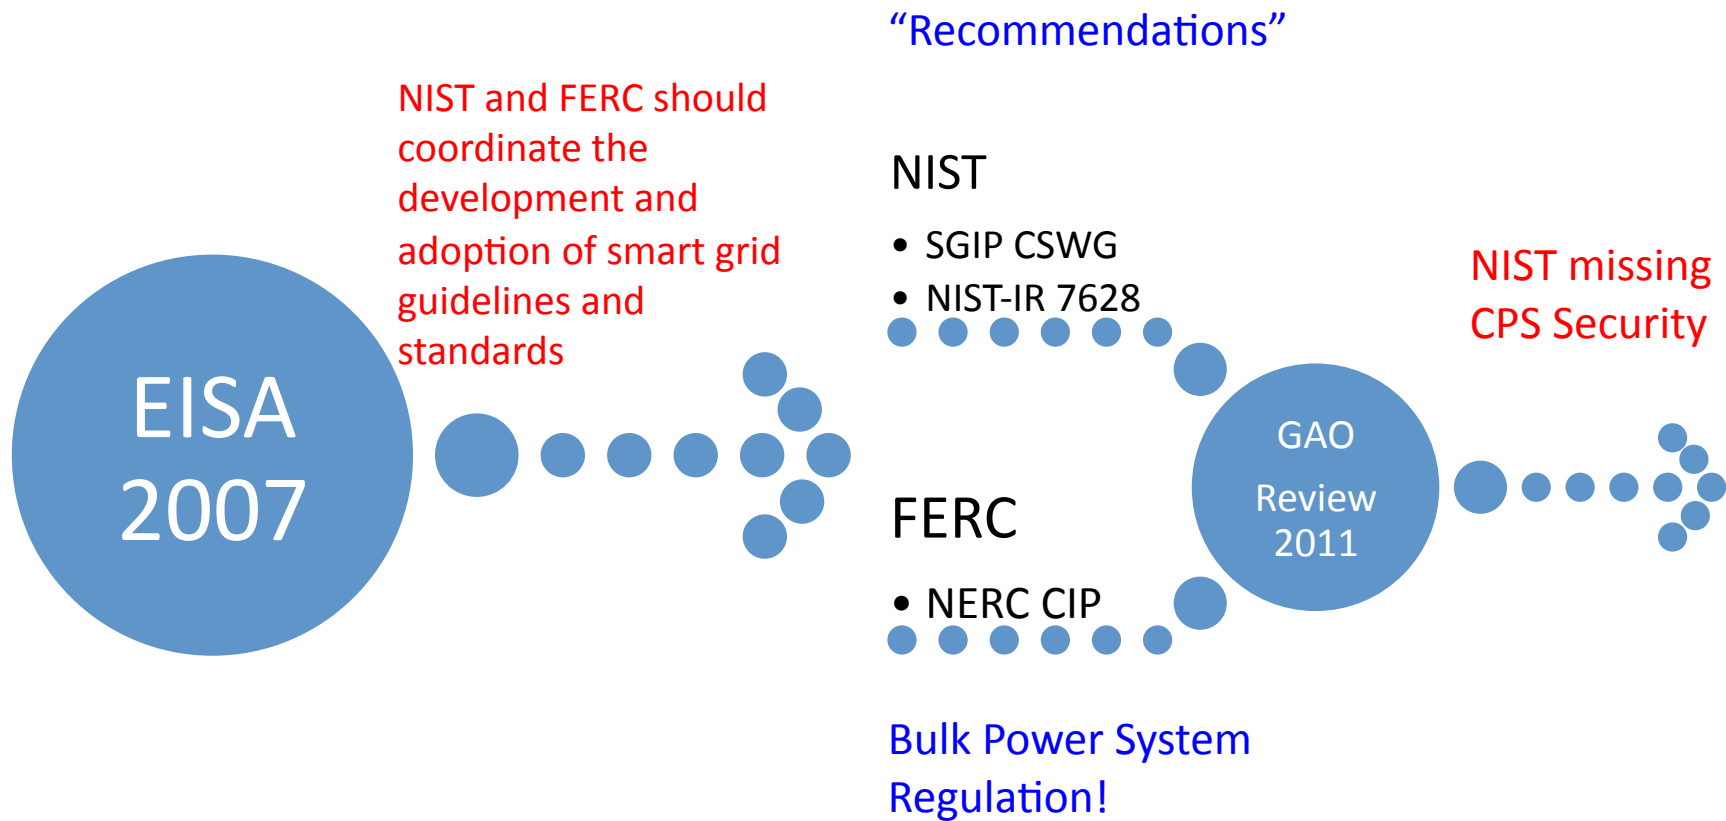 EISA
2007
NIST and FERC should
coordinate the
development and
adoption of smart grid
guidelines and
standards
“Recommendations”
NIST
• SGIP CSWG
• NIST-IR 7628
FERC
• NERC CIP
Bulk Power System
Regulation!
GAO
Review
2011
NIST missing
CPS Security